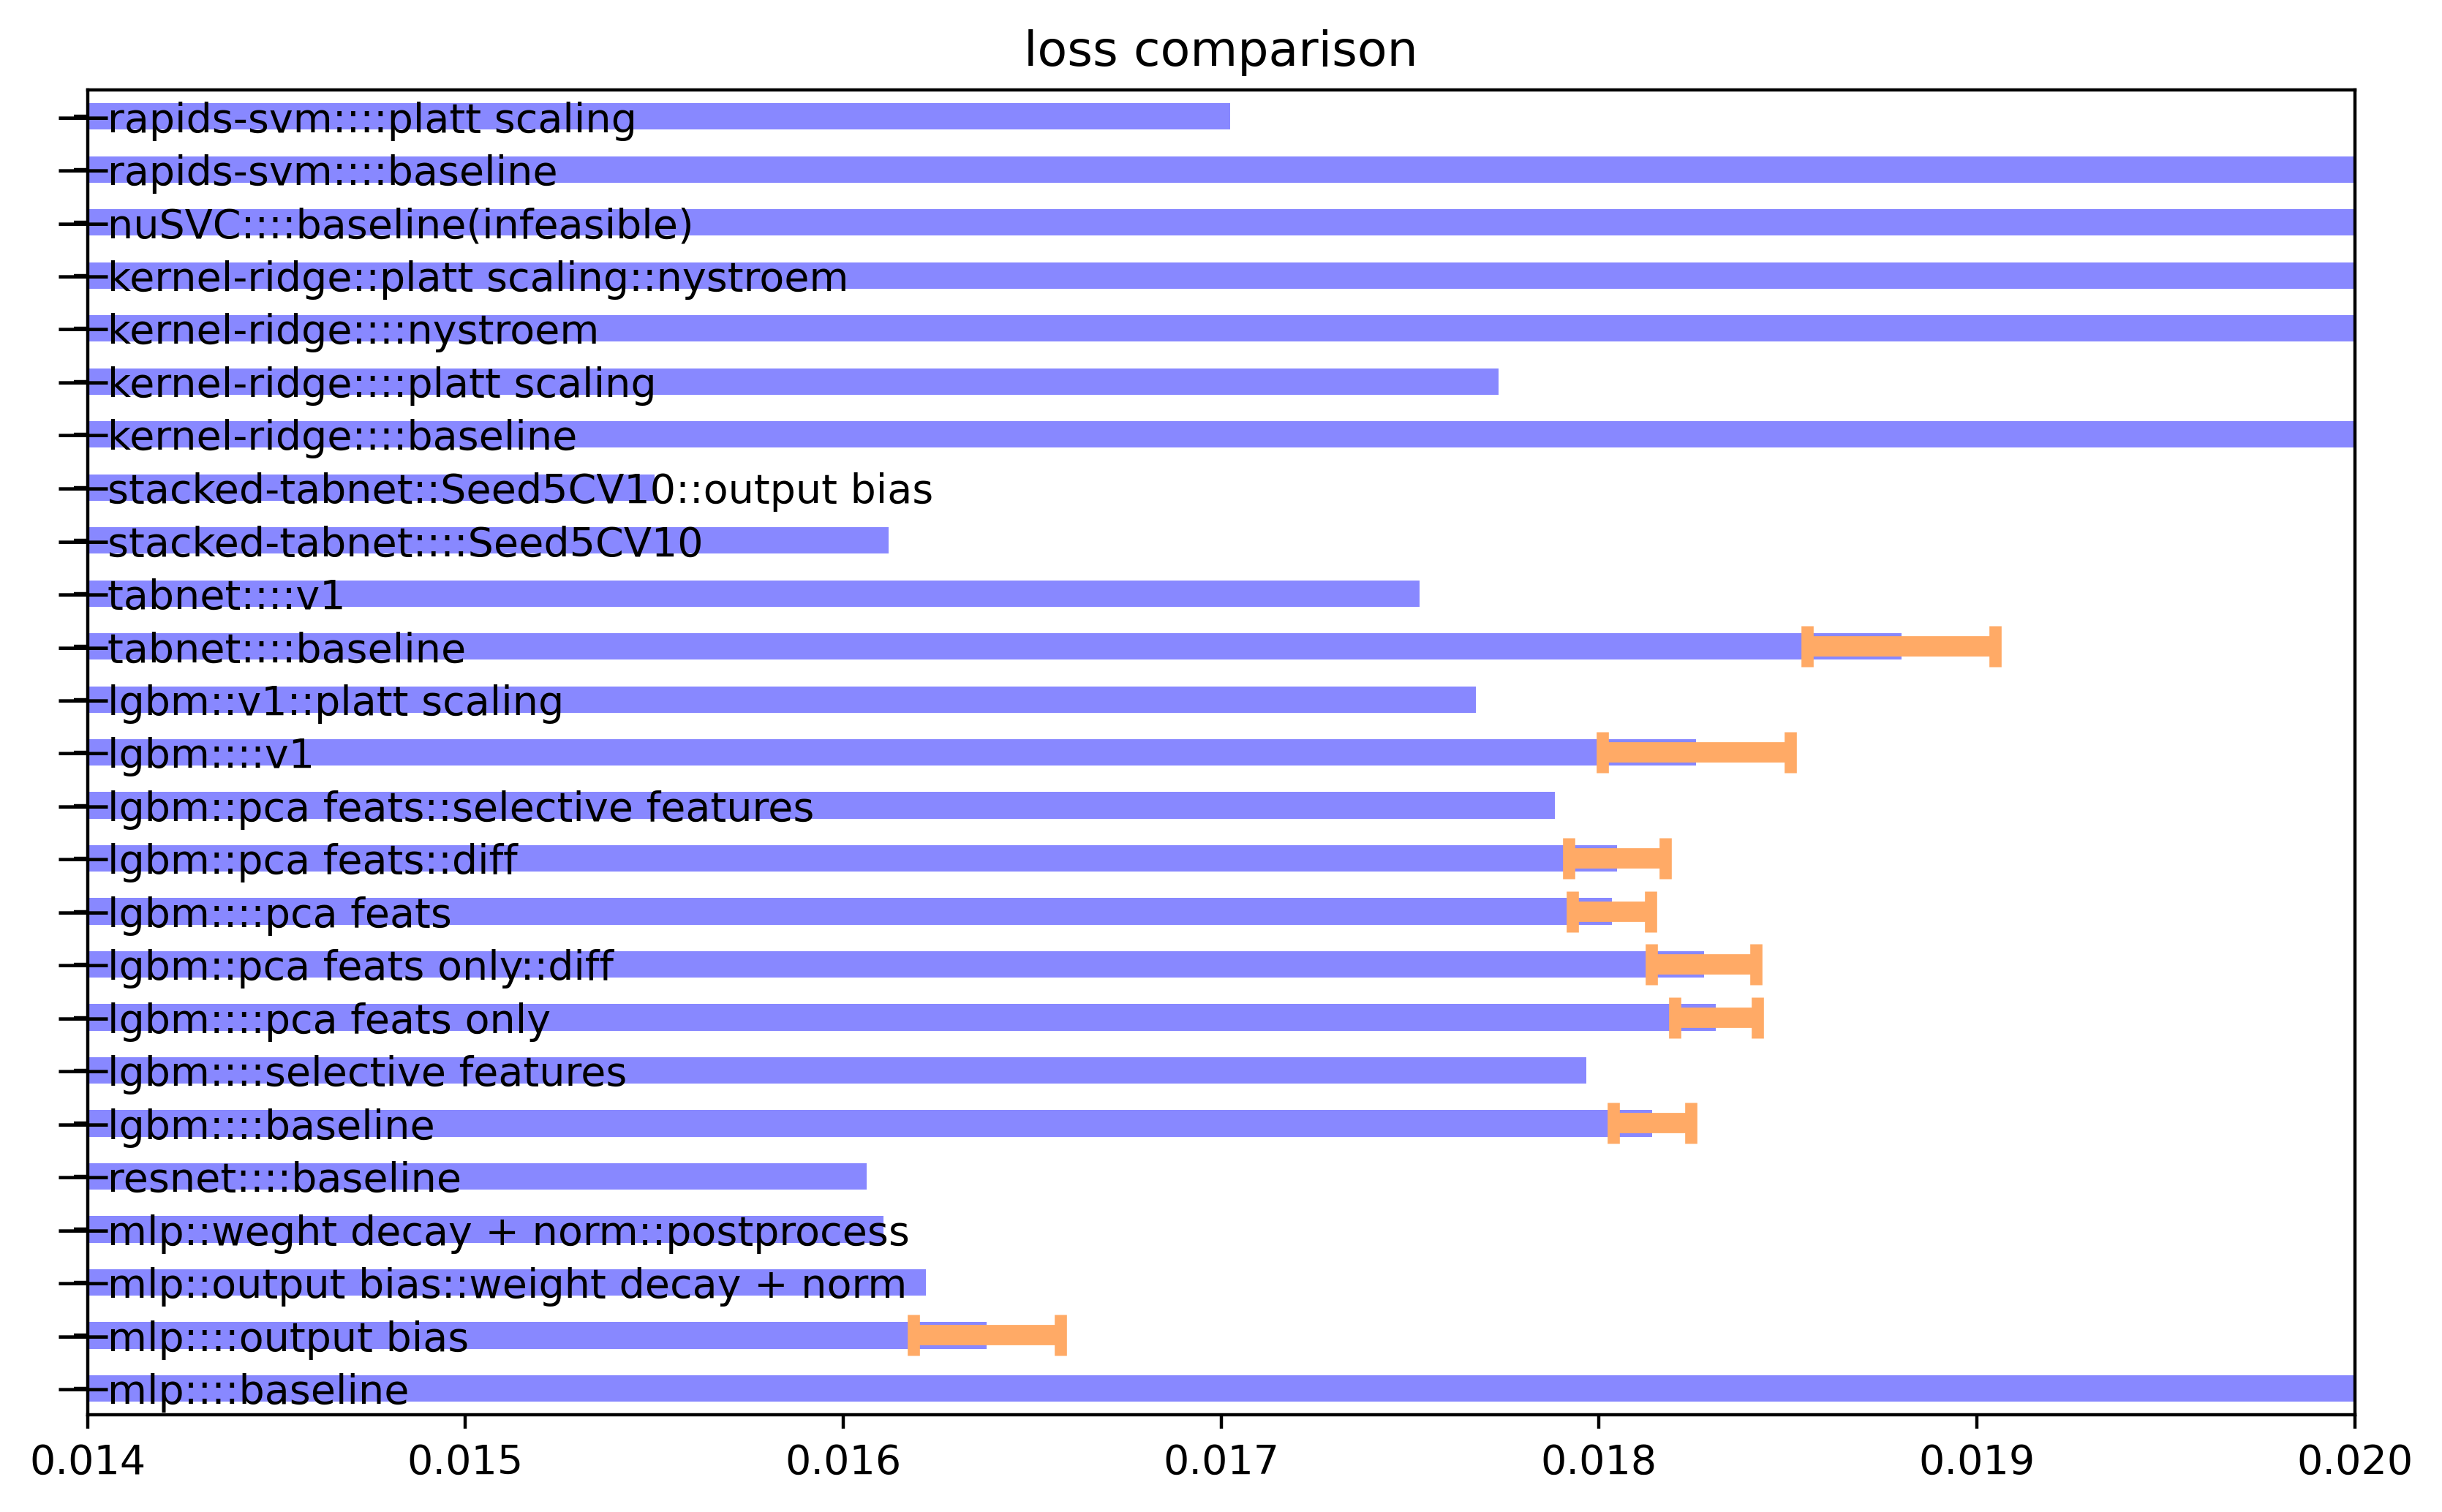 loss comparison
rapids-svm::::platt scaling
rapids-svm::::baseline
nuSVC::::baseline(infeasible)
kernel-ridge::platt scaling::nystroem
kernel-ridge::::nystroem
kernel-ridge::::platt scaling
kernel-ridge::::baseline
stacked-tabnet::Seed5CV10::output bias
stacked-tabnet::::Seed5CV10
tabnet::::v1
tabnet::::baseline
lgbm::v1::platt scaling
lgbm::::v1
lgbm::pca feats::selective features
lgbm::pca feats::diff
lgbm::::pca feats
lgbm::pca feats only::diff
lgbm::::pca feats only
lgbm::::selective features
lgbm::::baseline
resnet::::baseline
mlp::weght decay + norm::postprocess
mlp::output bias::weight decay + norm
mlp::::output bias
mlp::::baseline
0.014 0.015 0.016 0.017 0.018 0.019 0.020